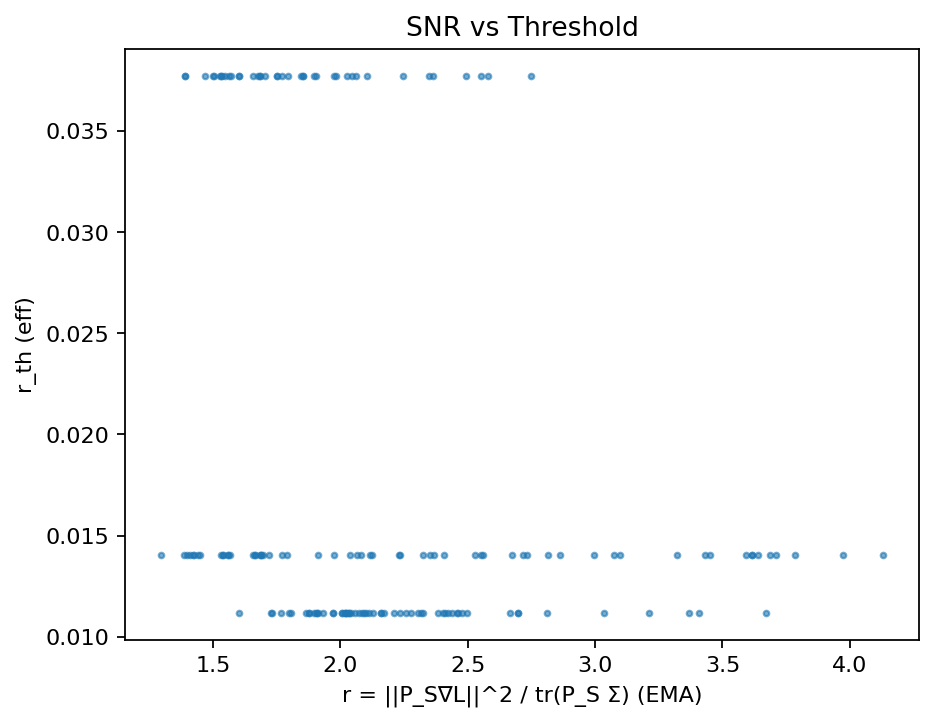 SNR vs Threshold
r_th (eff)
0.035
0.030
0.025
0.020
0.015
0.010
1.5 2.0 2.5 3.0 3.5 4.0
r = ||P_S∇L||^2 / tr(P_S Σ) (EMA)